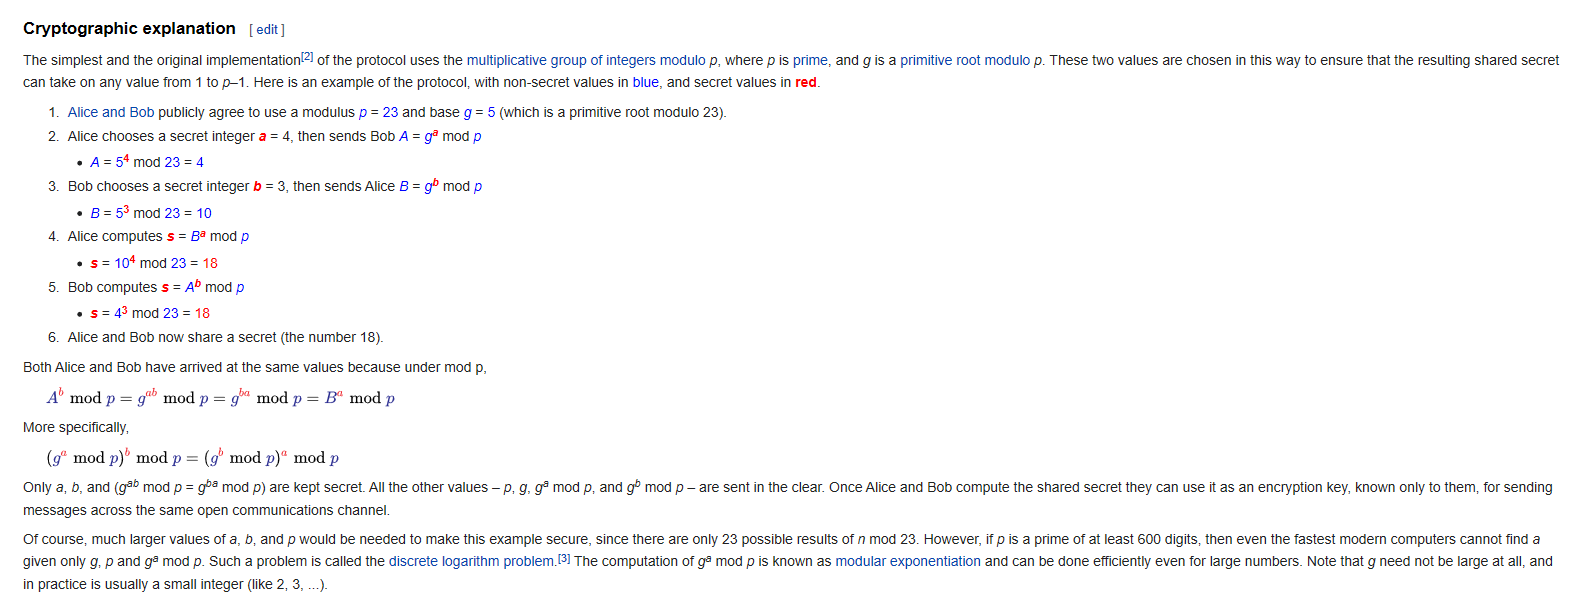 Cryptographic explanation [ edit ]
The simplest and the original implementation[2] of the protocol uses the multiplicative group of integers modulo p, where p is prime, and g is a primitive root modulo p. These two values are chosen in this way to ensure that the resulting shared secret
can take on any value from 1 to p–1. Here is an example of the protocol, with non-secret values in blue, and secret values in red.
1. Alice and Bob publicly agree to use a modulus p = 23 and base g = 5 (which is a primitive root modulo 23).
2. Alice chooses a secret integer a = 4, then sends Bob A = g^a mod p
• A = 5^4 mod 23 = 4
3. Bob chooses a secret integer b = 3, then sends Alice B = g^b mod p
• B = 5^3 mod 23 = 10
4. Alice computes s = B^a mod p
• s = 10^4 mod 23 = 18
5. Bob computes s = A^b mod p
• s = 4^3 mod 23 = 18
6. Alice and Bob now share a secret (the number 18).
Both Alice and Bob have arrived at the same values because under mod p,
A^b mod p = g^ab mod p = g^ba mod p = B^a mod p
More specifically,
(g^a mod p)^b mod p = (g^b mod p)^a mod p
Only a, b, and (g^ab mod p = g^ba mod p) are kept secret. All the other values – p, g, g^a mod p, and g^b mod p – are sent in the clear. Once Alice and Bob compute the shared secret they can use it as an encryption key, known only to them, for sending
messages across the same open communications channel.
Of course, much larger values of a, b, and p would be needed to make this example secure, since there are only 23 possible results of n mod 23. However, if p is a prime of at least 600 digits, then even the fastest modern computers cannot find a
given only g, p and g^a mod p. Such a problem is called the discrete logarithm problem.[3] The computation of g^a mod p is known as modular exponentiation and can be done efficiently even for large numbers. Note that g need not be large at all, and
in practice is usually a small integer (like 2, 3, ...).